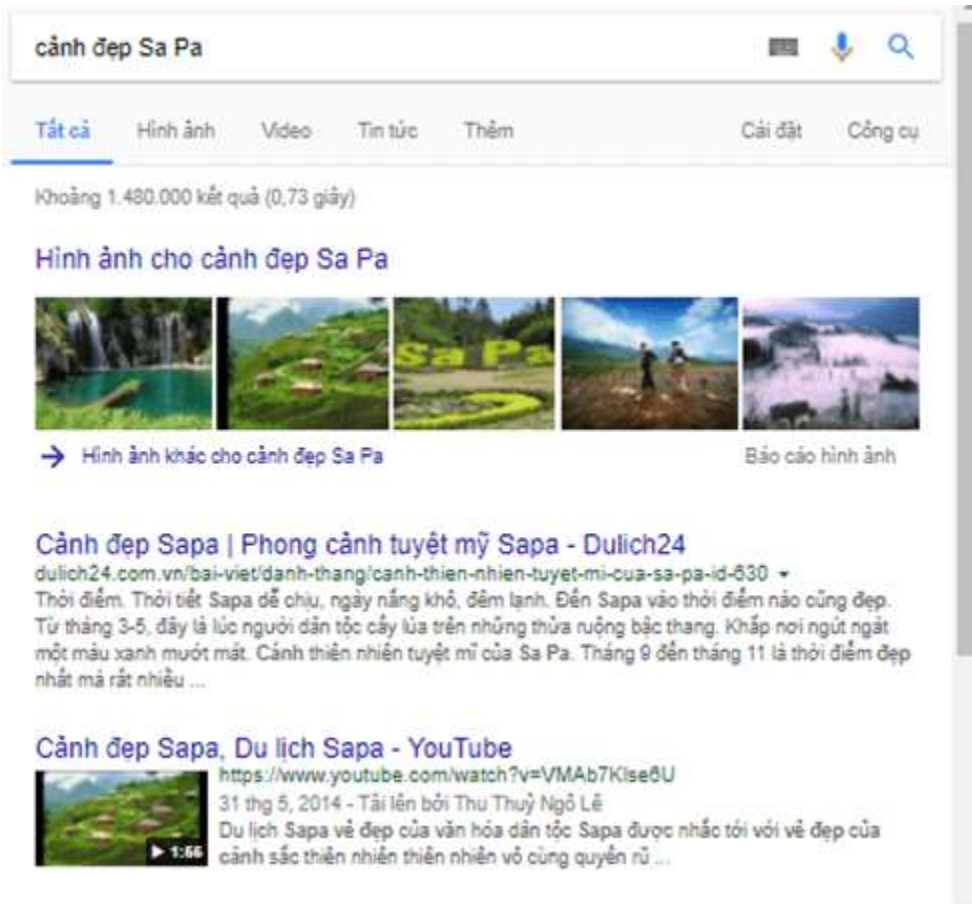 cảnh đẹp Sa Pa
Tất cả Hình ảnh Video Tin tức Thêm Cài đặt Công cụ
Khoảng 1.480.000 kết quả (0,73 giây)
Hình ảnh cho cảnh đẹp Sa Pa
Sa Pa
→ Hình ảnh khác cho cảnh đẹp Sa Pa Báo cáo hình ảnh
Cảnh đẹp Sapa | Phong cảnh tuyệt mỹ Sapa - Dulich24
dulich24.com.vn/bai-viet/danh-thang/canh-thien-nhien-tuyet-mi-cua-sa-pa-id-630
Thời điểm. Thời tiết Sapa dễ chịu, ngày nắng khô, đêm lạnh. Đến Sapa vào thời điểm nào cũng đẹp.
Từ tháng 3-5, đây là lúc người dân tộc cấy lúa trên những thửa ruộng bậc thang. Khắp nơi ngút ngát
một màu xanh mướt mát. Cảnh thiên nhiên tuyệt mĩ của Sa Pa. Tháng 9 đến tháng 11 là thời điểm đẹp
nhất mà rất nhiều ...
Cảnh đẹp Sapa, Du lịch Sapa - YouTube
https://www.youtube.com/watch?v=VMAb7KIse6U
31 thg 5, 2014 - Tải lên bởi Thu Thuỷ Ngô Lê
Du lịch Sapa vẻ đẹp của văn hóa dân tộc Sapa được nhắc tới với vẻ đẹp của
cảnh sắc thiên nhiên thiên nhiên vô cùng quyến rũ ...